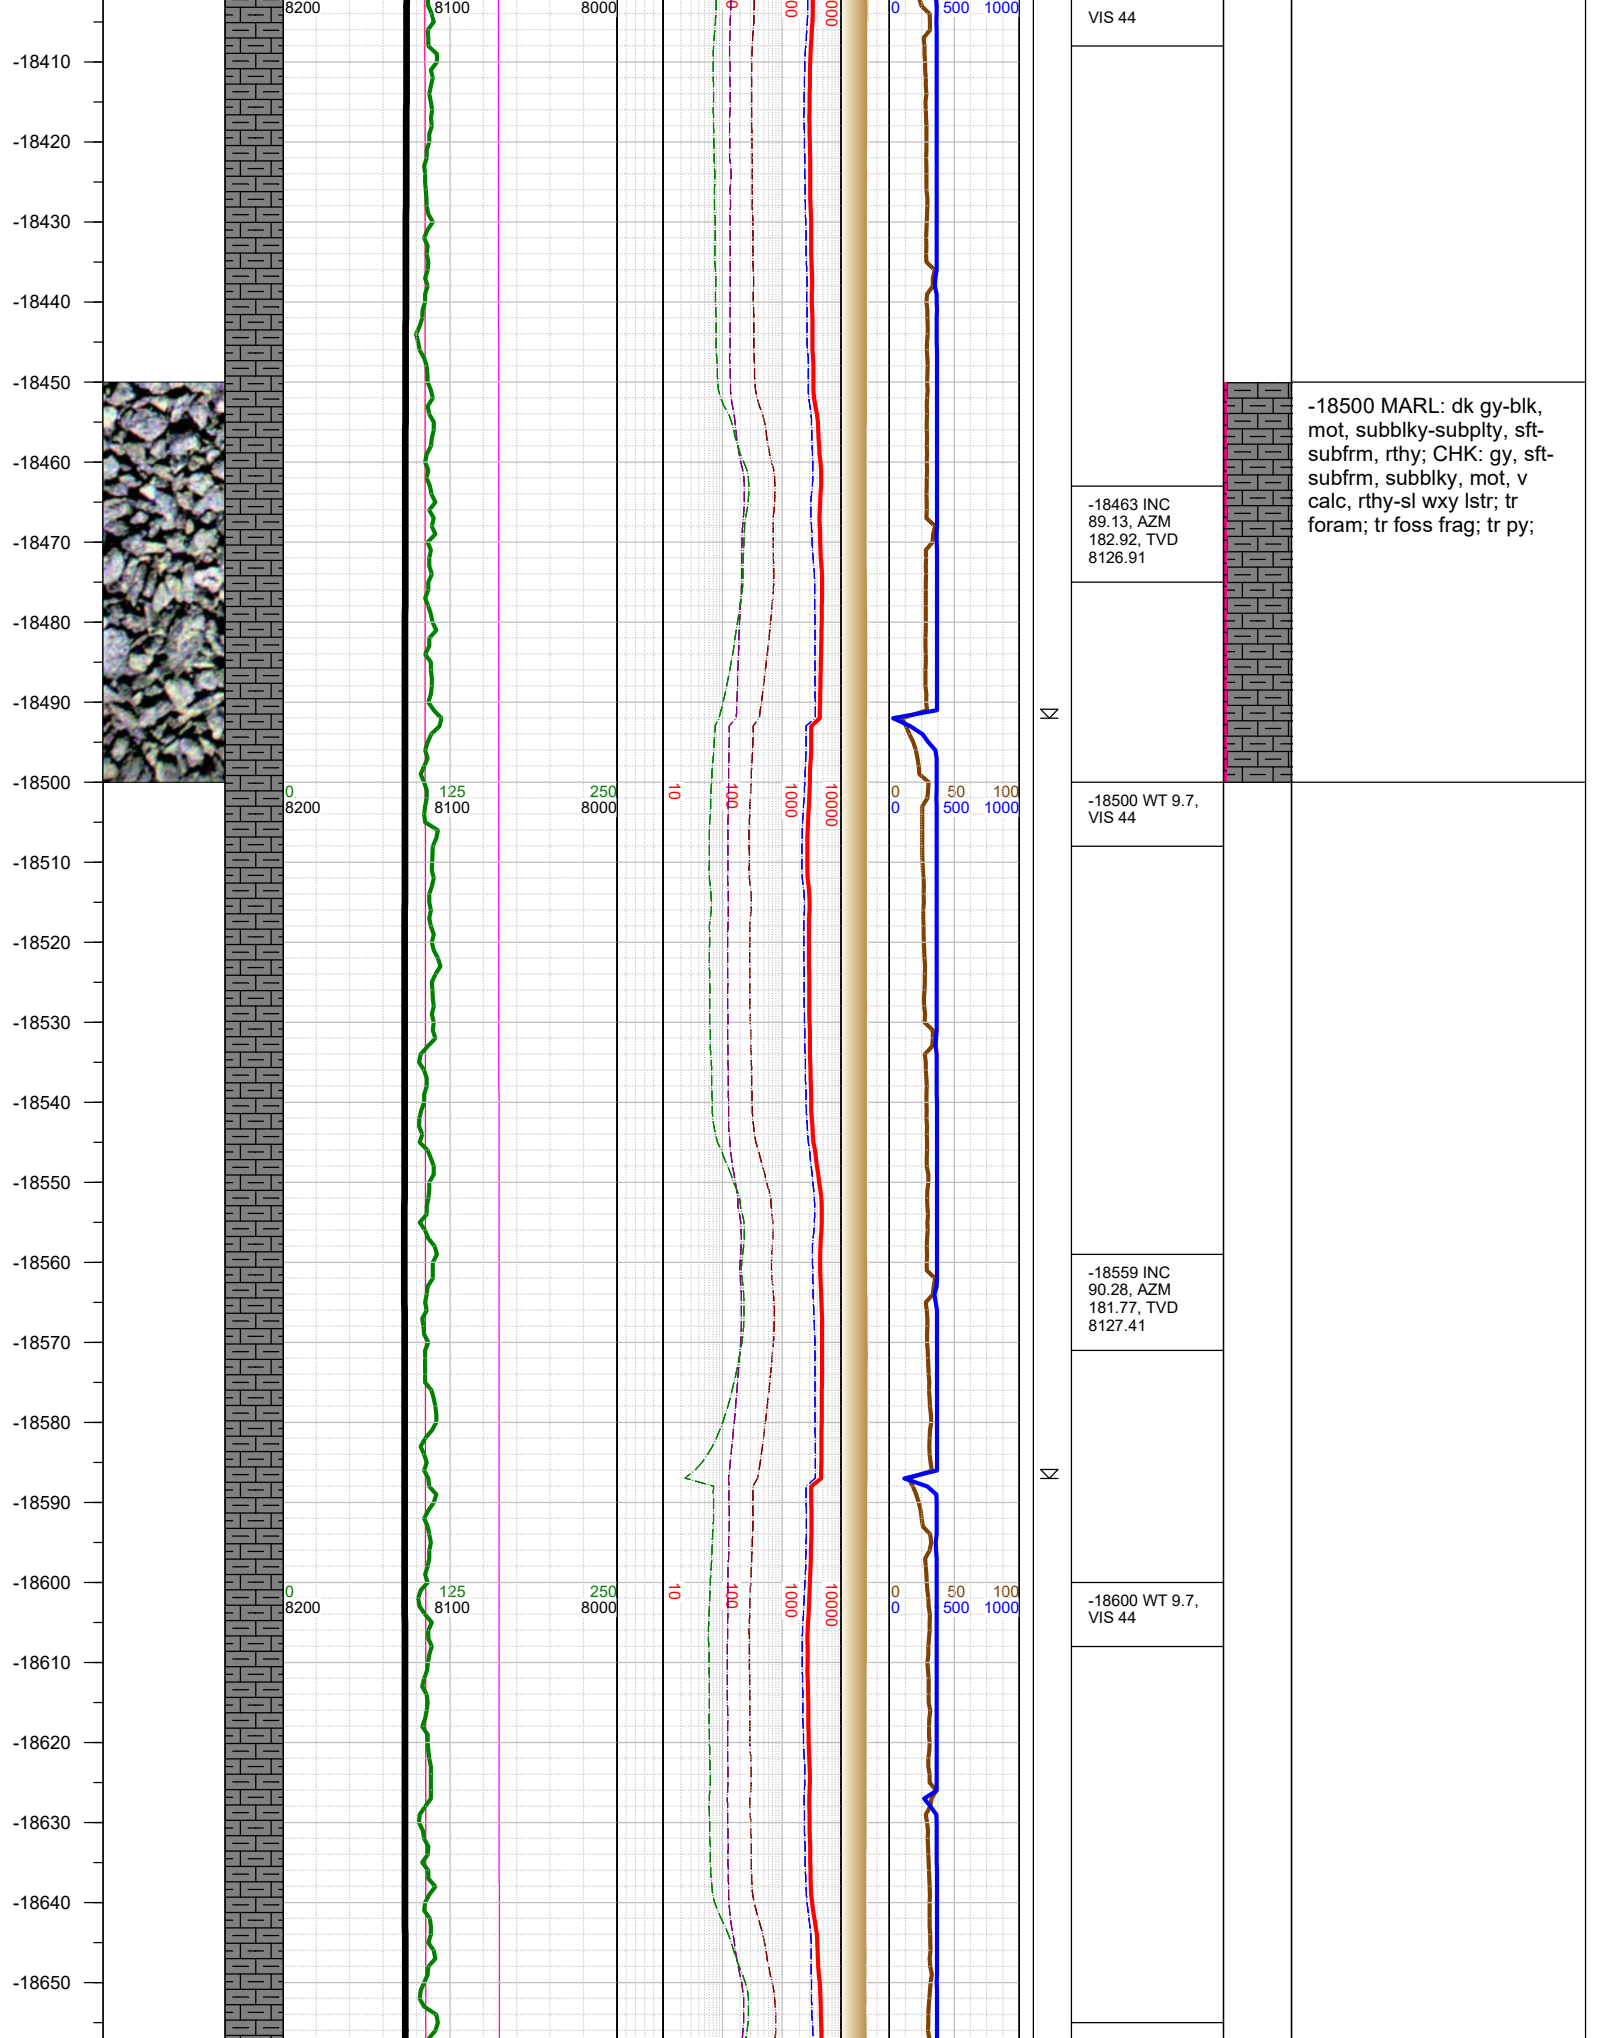 8200 8100 8000 0 000 000 0 500 1000
VIS 44
-18410
-18420
-18430
-18440
-18450
-18500 MARL: dk gy-blk,
mot, subblky-subplty, sft-
subfrm, rthy; CHK: gy, sft-
subfrm, subblky, mot, v
calc, rthy-sl wxy lstr; tr
foram; tr foss frag; tr py;
-18460
-18463 INC
89.13, AZM
182.92, TVD
8126.91
-18470
-18480
-18490
-18500
0 125 250 10 100 1000 10000 0 50 100
8200 8100 8000 0 500 1000
-18500 WT 9.7,
VIS 44
-18510
-18520
-18530
-18540
-18550
-18560
-18559 INC
90.28, AZM
181.77, TVD
8127.41
-18570
-18580
-18590
-18600
0 125 250 10 100 1000 10000 0 50 100
8200 8100 8000 0 500 1000
-18600 WT 9.7,
VIS 44
-18610
-18620
-18630
-18640
-18650